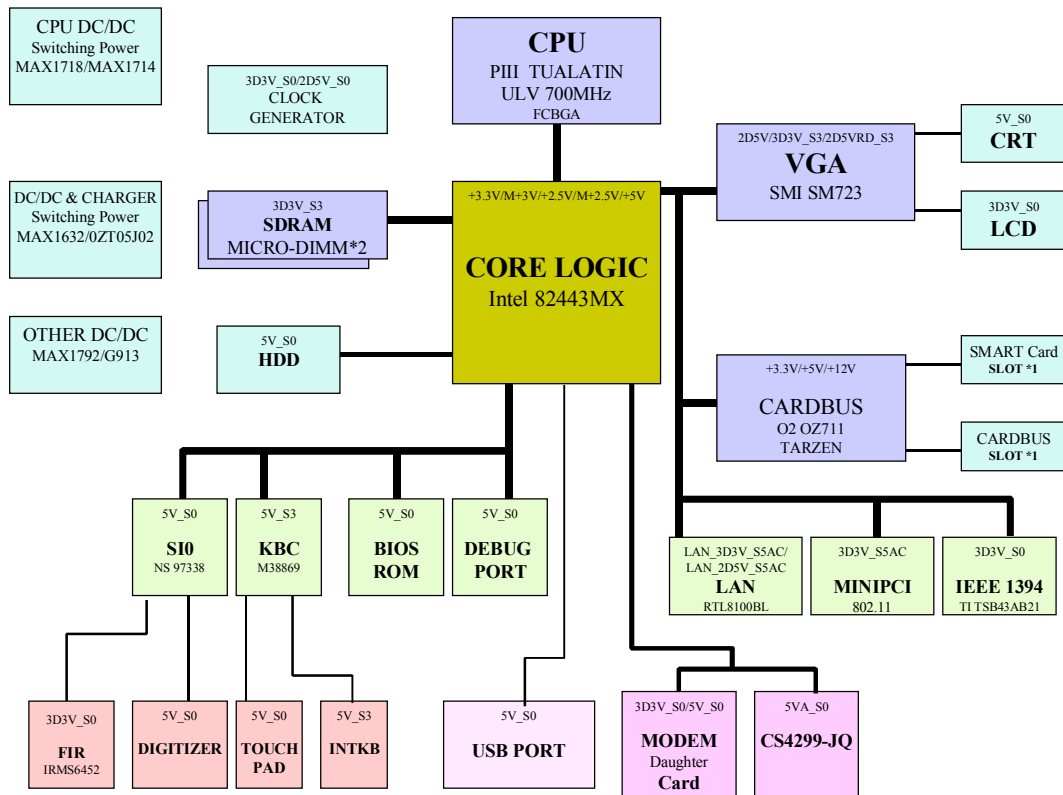 CPU DC/DC
Switching Power
MAX1718/MAX1714
3D3V_S0/2D5V_S0
CLOCK
GENERATOR
CPU
PIII TUALATIN
ULV 700MHz
FCBGA
2D5V/3D3V_S3/2D5VRD_S3
VGA
SMI SM723
5V_S0
CRT
3D3V_S0
LCD
DC/DC & CHARGER
Switching Power
MAX1632/0ZT05J02
3D3V_S3
SDRAM
MICRO-DIMM*2
+3.3V/M+3V/+2.5V/M+2.5V/+5V
CORE LOGIC
Intel 82443MX
OTHER DC/DC
MAX1792/G913
5V_S0
HDD
+3.3V/+5V/+12V
CARDBUS
O2 OZ711
TARZEN
SMART Card
SLOT *1
CARDBUS
SLOT *1
5V_S0
SI0
NS 97338
5V_S3
KBC
M38869
5V_S0
BIOS
ROM
5V_S0
DEBUG
PORT
LAN_3D3V_S5AC/
LAN_2D5V_S5AC
LAN
RTL8100BL
3D3V_S5AC
MINIPCI
802.11
3D3V_S0
IEEE 1394
TI TSB43AB21
3D3V_S0
FIR
IRMS6452
5V_S0
DIGITIZER
5V_S0
TOUCH
PAD
5V_S3
INTKB
5V_S0
USB PORT
3D3V_S0/5V_S0
MODEM
Daughter
Card
5VA_S0
CS4299-JQ